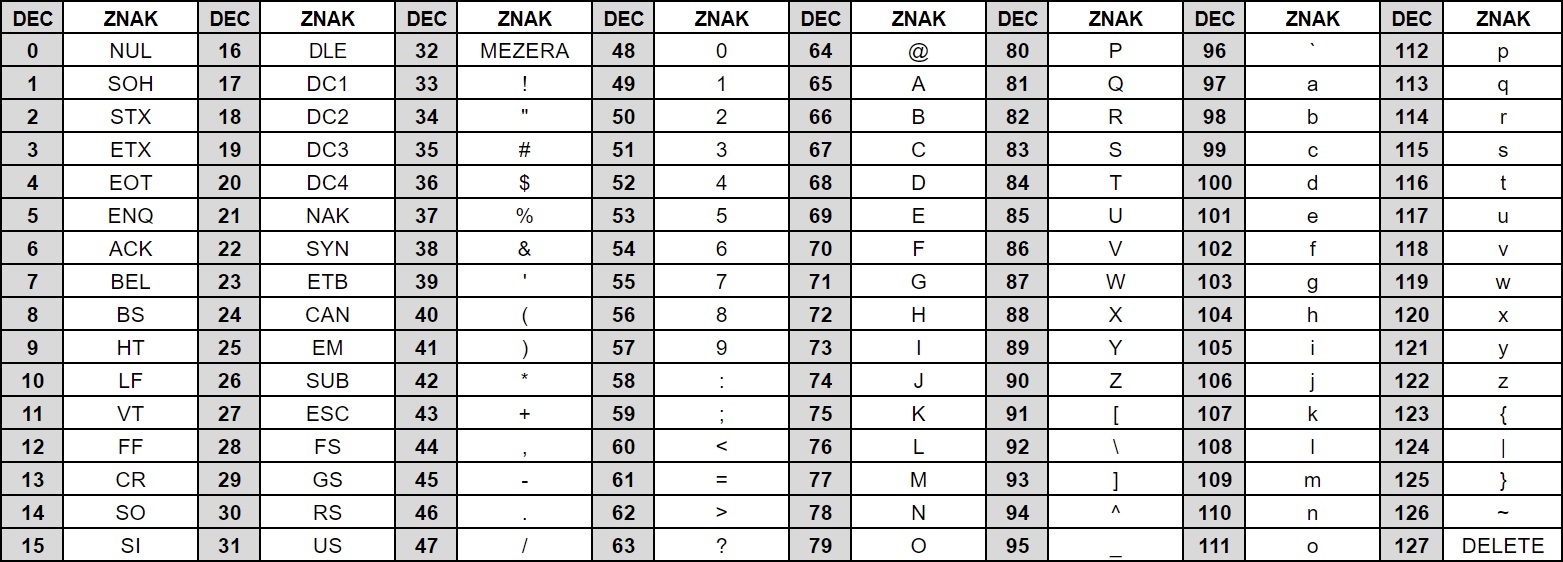 DEC ZNAK DEC ZNAK DEC ZNAK DEC ZNAK DEC ZNAK DEC ZNAK DEC ZNAK DEC ZNAK
0 NUL 16 DLE 32 MEZERA 48 0 64 @ 80 P 96 ` 112 p
1 SOH 17 DC1 33 ! 49 1 65 A 81 Q 97 a 113 q
2 STX 18 DC2 34 " 50 2 66 B 82 R 98 b 114 r
3 ETX 19 DC3 35 # 51 3 67 C 83 S 99 c 115 s
4 EOT 20 DC4 36 $ 52 4 68 D 84 T 100 d 116 t
5 ENQ 21 NAK 37 % 53 5 69 E 85 U 101 e 117 u
6 ACK 22 SYN 38 & 54 6 70 F 86 V 102 f 118 v
7 BEL 23 ETB 39 ' 55 7 71 G 87 W 103 g 119 w
8 BS 24 CAN 40 ( 56 8 72 H 88 X 104 h 120 x
9 HT 25 EM 41 ) 57 9 73 I 89 Y 105 i 121 y
10 LF 26 SUB 42 * 58 : 74 J 90 Z 106 j 122 z
11 VT 27 ESC 43 + 59 ; 75 K 91 [ 107 k 123 {
12 FF 28 FS 44 , 60 < 76 L 92 \ 108 l 124 |
13 CR 29 GS 45 - 61 = 77 M 93 ] 109 m 125 }
14 SO 30 RS 46 . 62 > 78 N 94 ^ 110 n 126 ~
15 SI 31 US 47 / 63 ? 79 O 95 _ 111 o 127 DELETE